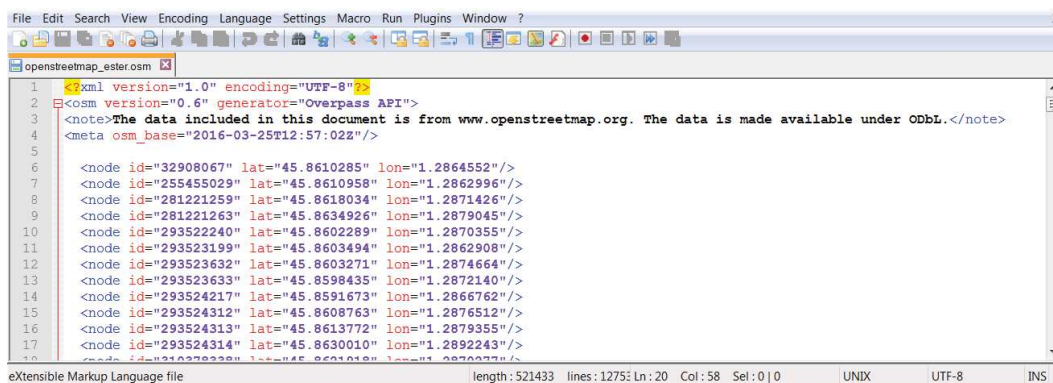 File Edit Search View Encoding Language Settings Macro Run Plugins Window ?
openstreetmap_ester.osm
1 <?xml version="1.0" encoding="UTF-8"?>
2 <osm version="0.6" generator="Overpass API">
3 <note>The data included in this document is from www.openstreetmap.org. The data is made available under ODbL.</note>
4 <meta osm_base="2016-03-25T12:57:02Z"/>
5
6 <node id="32908067" lat="45.8610285" lon="1.2864552"/>
7 <node id="255455029" lat="45.8610958" lon="1.2862996"/>
8 <node id="281221259" lat="45.8618034" lon="1.2871426"/>
9 <node id="281221263" lat="45.8634926" lon="1.2879045"/>
10 <node id="293522240" lat="45.8602289" lon="1.2870355"/>
11 <node id="293523199" lat="45.8603494" lon="1.2862908"/>
12 <node id="293523632" lat="45.8603271" lon="1.2874664"/>
13 <node id="293523633" lat="45.8598435" lon="1.2872140"/>
14 <node id="293524217" lat="45.8591673" lon="1.2866762"/>
15 <node id="293524312" lat="45.8608763" lon="1.2876512"/>
16 <node id="293524313" lat="45.8613772" lon="1.2879355"/>
17 <node id="293524314" lat="45.8630010" lon="1.2892243"/>
eXtensible Markup Language file length : 521433 lines : 1275 Ln : 20 Col : 58 Sel : 0 | 0 UNIX UTF-8 INS